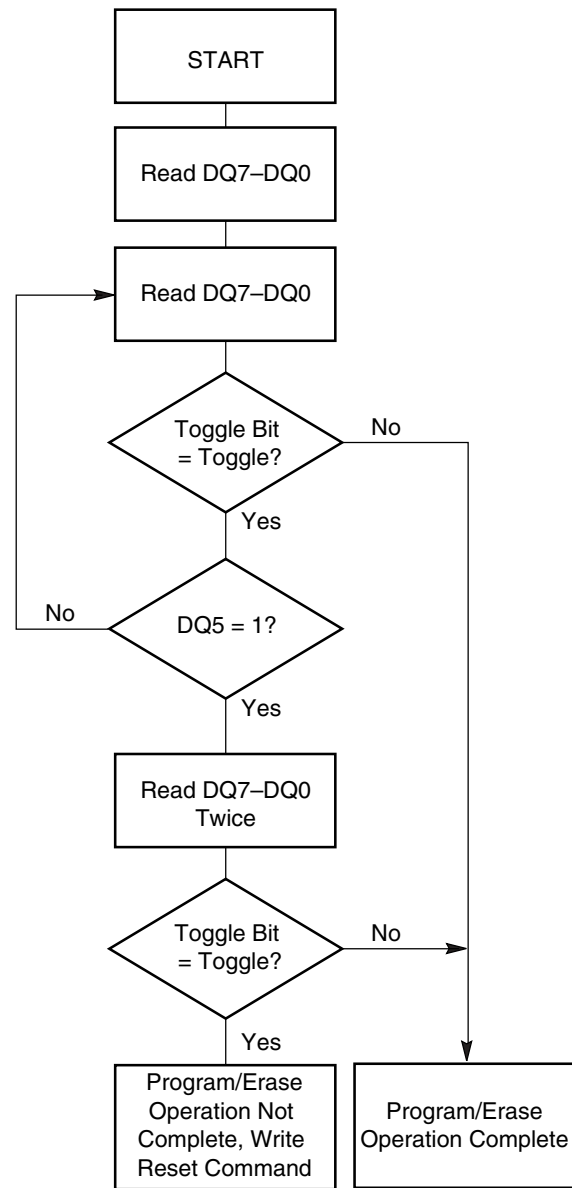 START
Read DQ7–DQ0
Read DQ7–DQ0
Toggle Bit
= Toggle?
No
Yes
No
DQ5 = 1?
Yes
Read DQ7–DQ0
Twice
Toggle Bit
= Toggle?
No
Yes
Program/Erase
Operation Not
Complete, Write
Reset Command
Program/Erase
Operation Complete